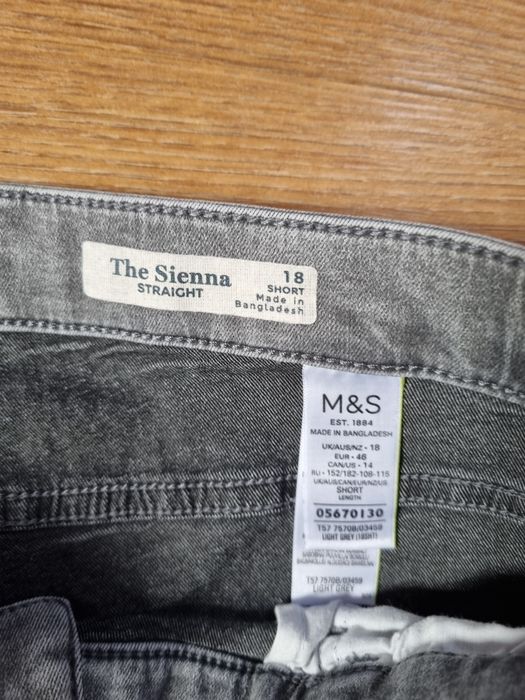 The Sienna
STRAIGHT
18
SHORT
Made in
Bangladesh
M&S
EST. 1884
MADE IN BANGLADESH
UK/AUS/NZ - 18
EUR - 46
CAN/US - 14
RU - 152/182-108-115
UK/AUS/CAN/EUR/NZ/US
SHORT
LENGTH
05670130
T57 7570B/03459
LIGHT GREY (18SHT)
T57 7570B/03459
LIGHT GREY